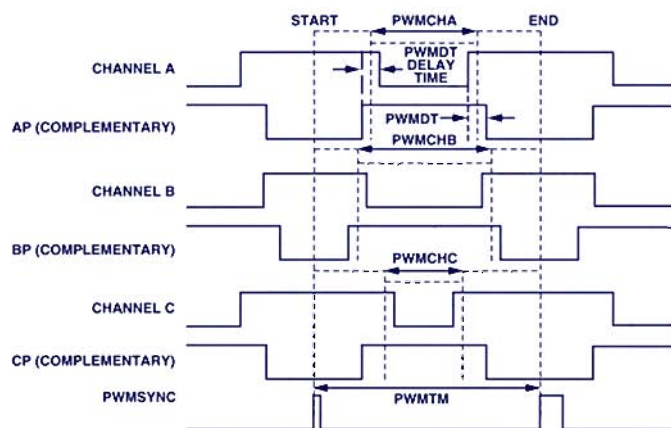 START
PWMCHA
END
CHANNEL A
PWMDT
DELAY
TIME
AP (COMPLEMENTARY)
PWMDT
PWMCHB
CHANNEL B
BP (COMPLEMENTARY)
PWMCHC
CHANNEL C
CP (COMPLEMENTARY)
PWMSYNC
PWMTM